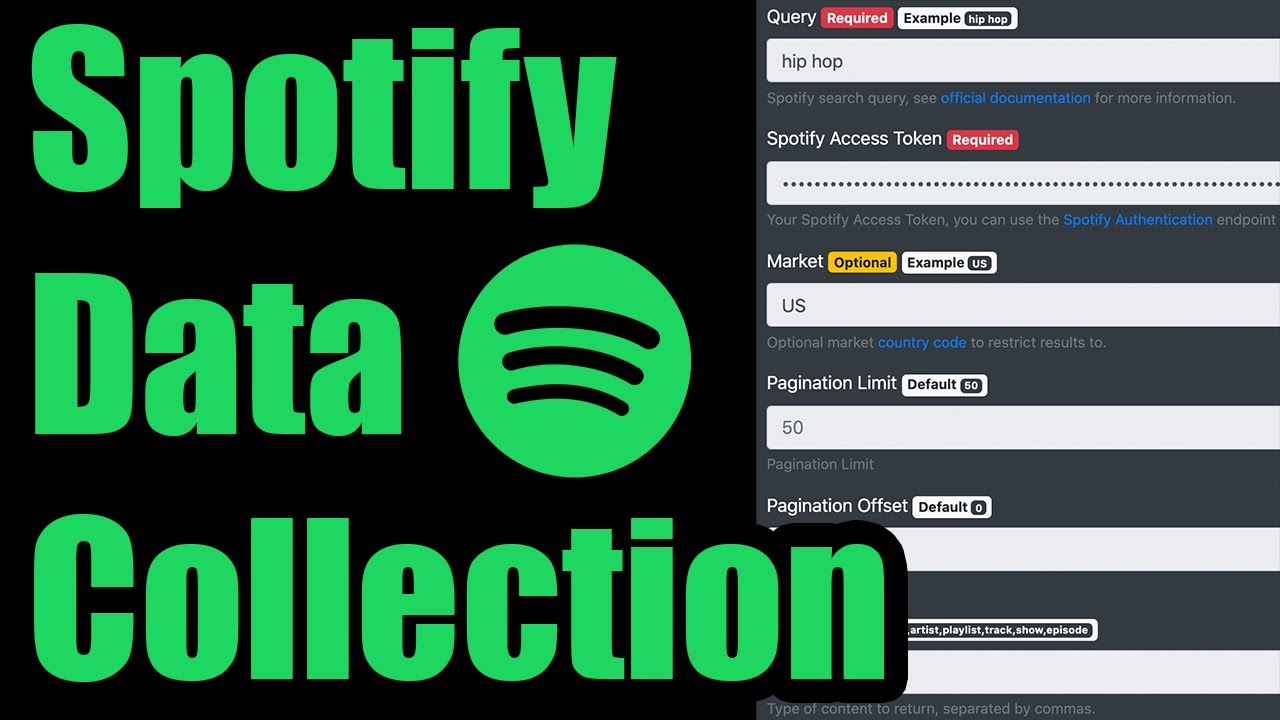 Spotify
Data
Collection
Query Required Example hip hop
hip hop
Spotify search query, see official documentation for more information.
Spotify Access Token Required
Your Spotify Access Token, you can use the Spotify Authentication endpoint
Market Optional Example US
US
Optional market country code to restrict results to.
Pagination Limit Default 50
50
Pagination Limit
Pagination Offset Default 0
,artist,playlist,track,show,episode
Type of content to return, separated by commas.